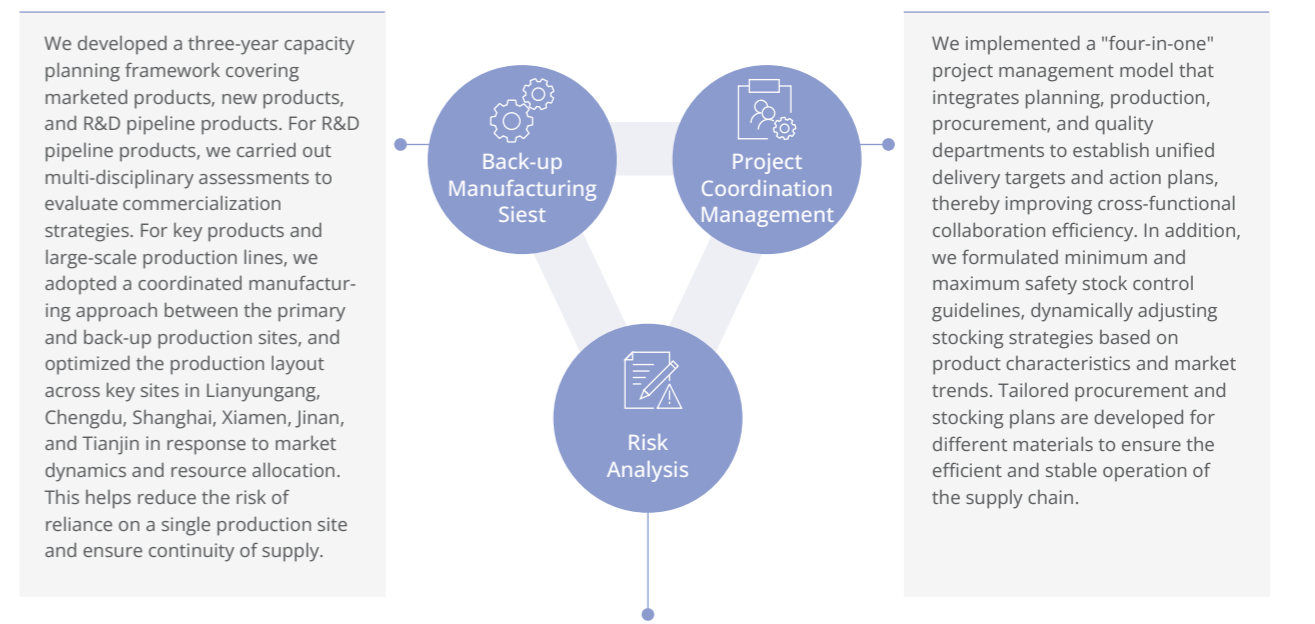 We developed a three-year capacity
planning framework covering
marketed products, new products,
and R&D pipeline products. For R&D
pipeline products, we carried out
multi-disciplinary assessments to
evaluate commercialization
strategies. For key products and
large-scale production lines, we
adopted a coordinated manufactur-
ing approach between the primary
and back-up production sites, and
optimized the production layout
across key sites in Lianyungang,
Chengdu, Shanghai, Xiamen, Jinan,
and Tianjin in response to market
dynamics and resource allocation.
This helps reduce the risk of
reliance on a single production site
and ensure continuity of supply.
Back-up
Manufacturing
Siest
Project
Coordination
Management
Risk
Analysis
We implemented a "four-in-one"
project management model that
integrates planning, production,
procurement, and quality
departments to establish unified
delivery targets and action plans,
thereby improving cross-functional
collaboration efficiency. In addition,
we formulated minimum and
maximum safety stock control
guidelines, dynamically adjusting
stocking strategies based on
product characteristics and market
trends. Tailored procurement and
stocking plans are developed for
different materials to ensure the
efficient and stable operation of
the supply chain.